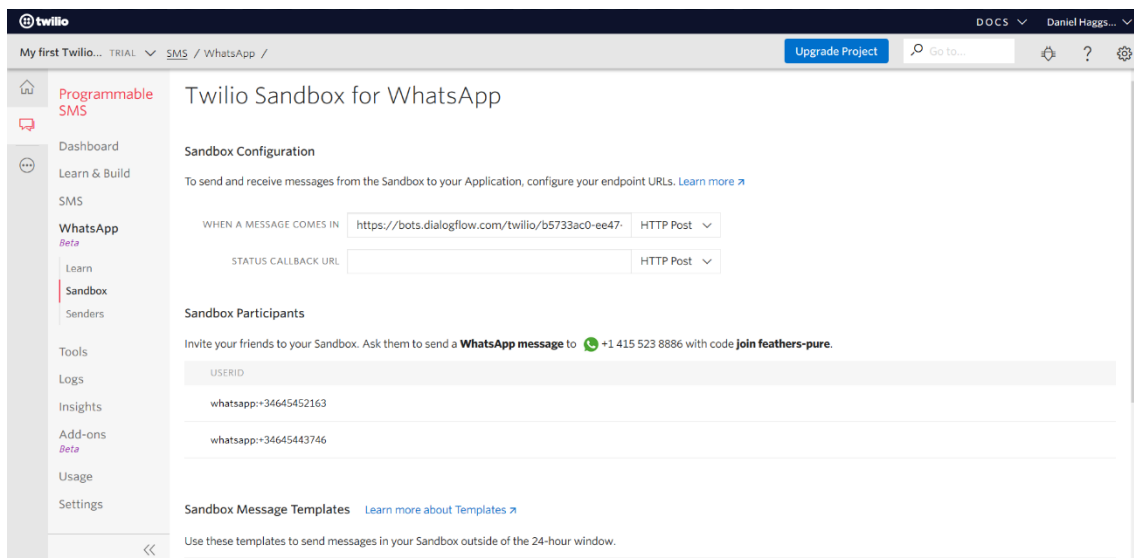 twilio
DOCS
Daniel Haggs...
My first Twilio... TRIAL SMS / WhatsApp /
Upgrade Project
Go to...
Programmable
SMS
Dashboard
Learn & Build
SMS
WhatsApp
Beta
Learn
Sandbox
Senders
Tools
Logs
Insights
Add-ons
Beta
Usage
Settings
Twilio Sandbox for WhatsApp
Sandbox Configuration
To send and receive messages from the Sandbox to your Application, configure your endpoint URLs. Learn more
WHEN A MESSAGE COMES IN https://bots.dialogflow.com/twilio/b5733ac0-ee47- HTTP Post
STATUS CALLBACK URL HTTP Post
Sandbox Participants
Invite your friends to your Sandbox. Ask them to send a WhatsApp message to +1 415 523 8886 with code join feathers-pure.
USERID
whatsapp:+34645452163
whatsapp:+34645443746
Sandbox Message Templates Learn more about Templates
Use these templates to send messages in your Sandbox outside of the 24-hour window.